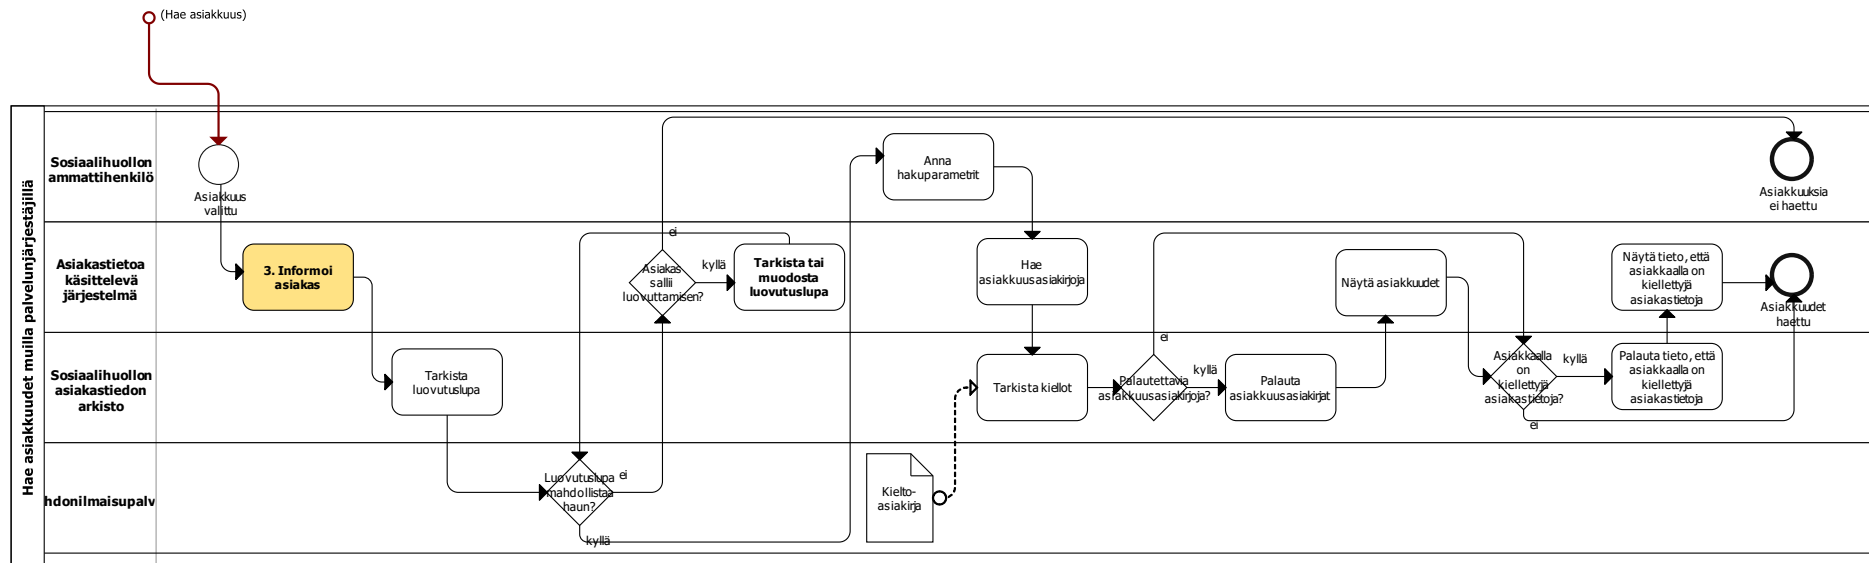 (Hae asiakkuus)
Hae asiakkuudet muilla palvelunjärjestäjillä
Sosiaalihuollon
ammattihenkilö
Asiakkuus
valittu
Anna
hakuparametrit
Asiakkuuksia
ei haettu
Asiakastietoa
käsittelevä
järjestelmä
3. Informoi
asiakas
ei
Asiakas
sallii
luovuttamisen?
kyllä
Tarkista tai
muodosta
luovutuslupa
Hae
asiakkuusasiakirjoja
Näytä asiakkuudet
Näytä tieto, että
asiakkaalla on
kiellettyjä
asiakastietoja
Asiakkuudet
haettu
Sosiaalihuollon
asiakastiedon
arkisto
Tarkista
luovutuslupa
Tarkista kiellot
ei
Palautettavia
asiakkuusasiakirjoja?
kyllä
Palauta
asiakkuusasiakirjat
Asiakkaalla
on
kiellettyjä
asiakastietoja?
kyllä
ei
Palauta tieto, että
asiakkaalla on
kiellettyjä
asiakastietoja
hdonilmaisupalv
Luovutuslupa
mahdollistaa
haun?
ei
kyllä
Kielto-
asiakirja